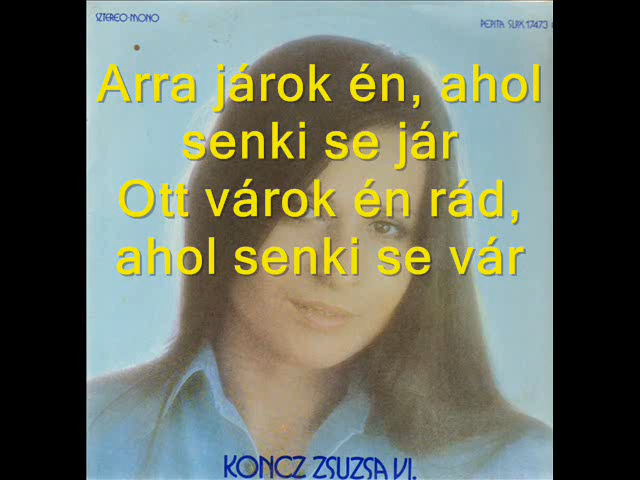 SZTEREO-MONO
PEPITA SLPX 17473
Arra járok én, ahol
senki se jár
Ott várok én rád,
ahol senki se vár
KONCZ ZSUZSA VI.